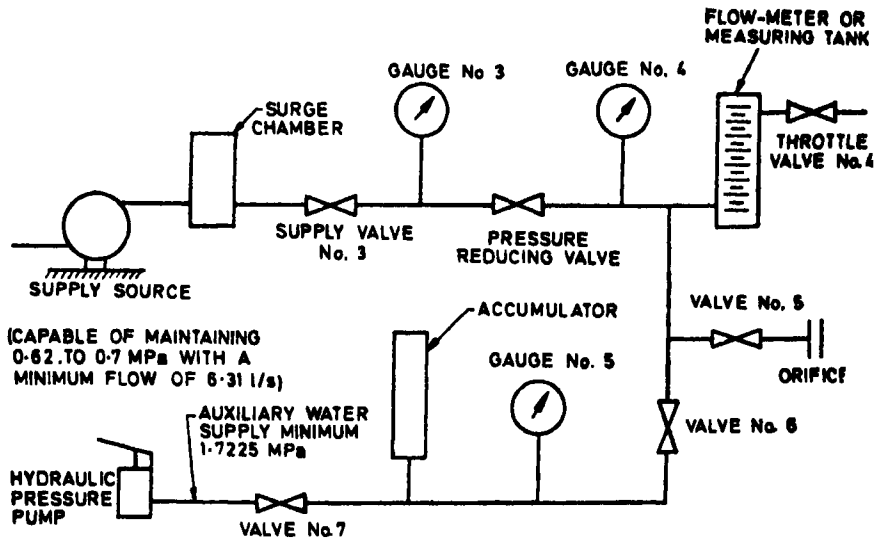 FLOW-METER OR
MEASURING TANK
GAUGE No 3
GAUGE No. 4
SURGE
CHAMBER
THROTTLE
VALVE No.4
SUPPLY VALVE
No. 3
PRESSURE
REDUCING VALVE
SUPPLY SOURCE
(CAPABLE OF MAINTAINING
0·62.TO 0·7 MPa WITH A
MINIMUM FLOW OF 6·31 l/s)
ACCUMULATOR
VALVE No. 5
GAUGE No. 5
ORIFICE
AUXILIARY WATER
SUPPLY MINIMUM
1·7225 MPa
VALVE No 6
HYDRAULIC
PRESSURE
PUMP
VALVE No.7